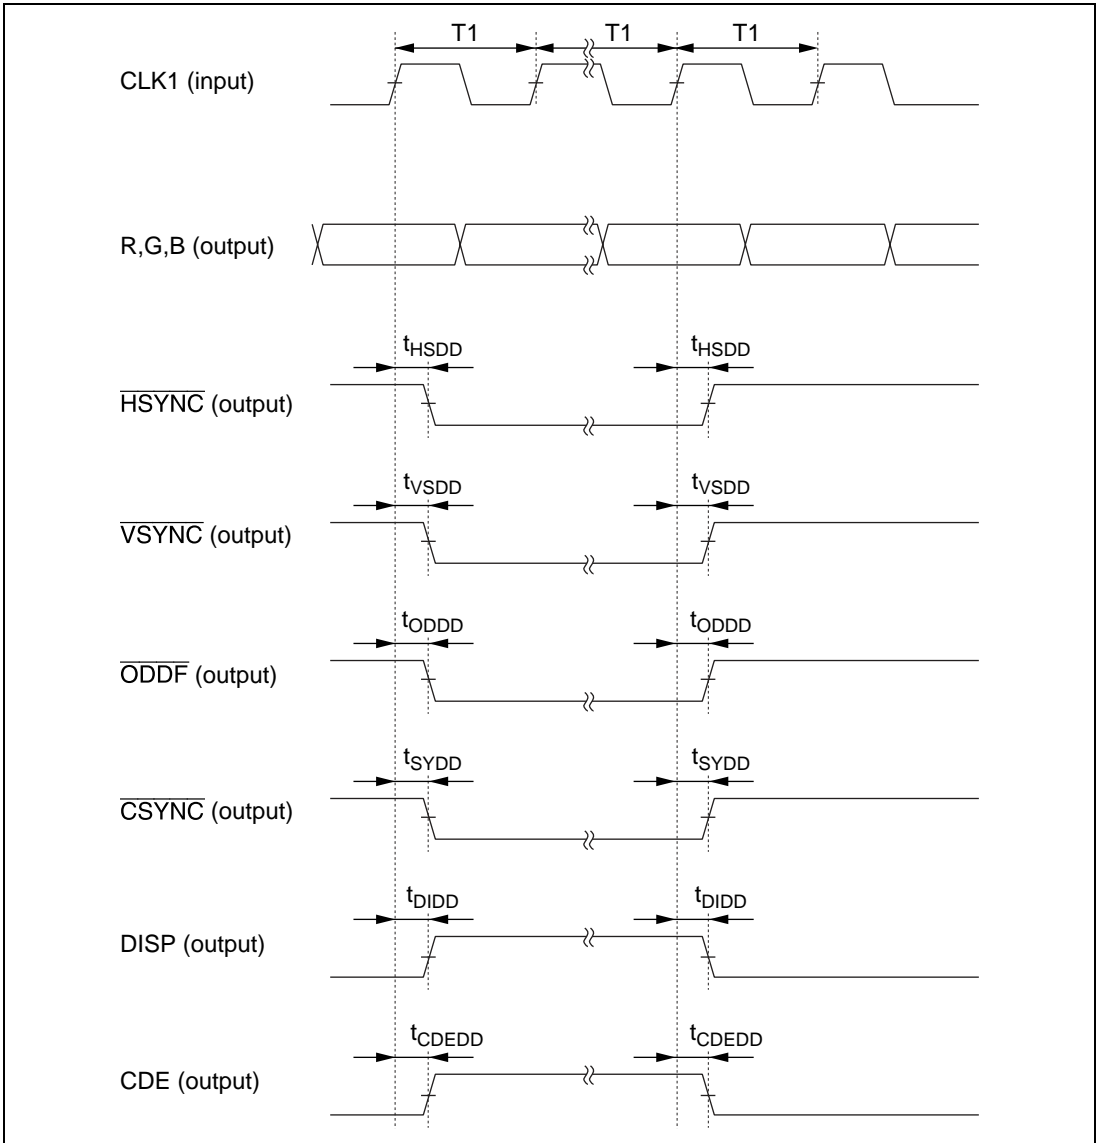 T1 T1 T1
CLK1 (input)
R,G,B (output)
tHSDD tHSDD
HSYNC (output)
tVSDD tVSDD
VSYNC (output)
tODDD tODDD
ODDF (output)
tSYDD tSYDD
CSYNC (output)
tDIDD tDIDD
DISP (output)
tCDEDD tCDEDD
CDE (output)